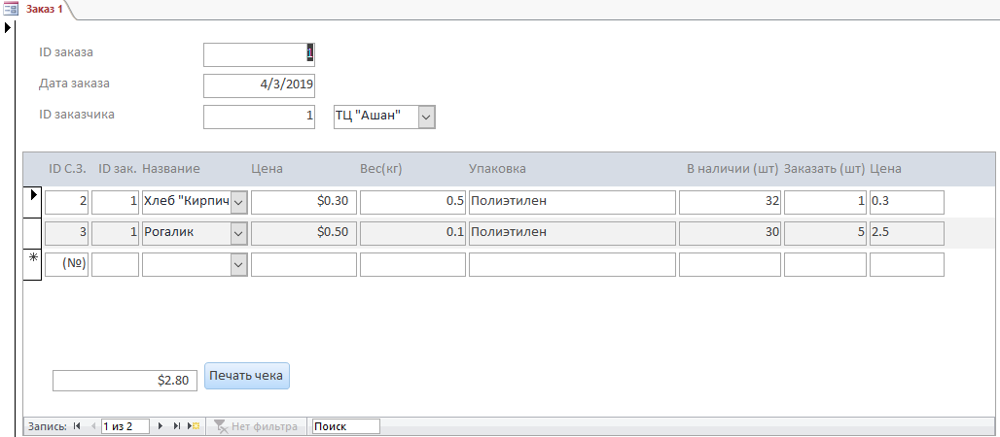 Заказ 1
ID заказа 1
Дата заказа 4/3/2019
ID заказчика 1 ТЦ "Ашан"
ID С.З. ID зак. Название Цена Вес(кг) Упаковка В наличии (шт) Заказать (шт) Цена
2 1 Хлеб "Кирпич $0.30 0.5 Полиэтилен 32 1 0.3
3 1 Рогалик $0.50 0.1 Полиэтилен 30 5 2.5
(№)
$2.80 Печать чека
Запись: 1 из 2 Нет фильтра Поиск